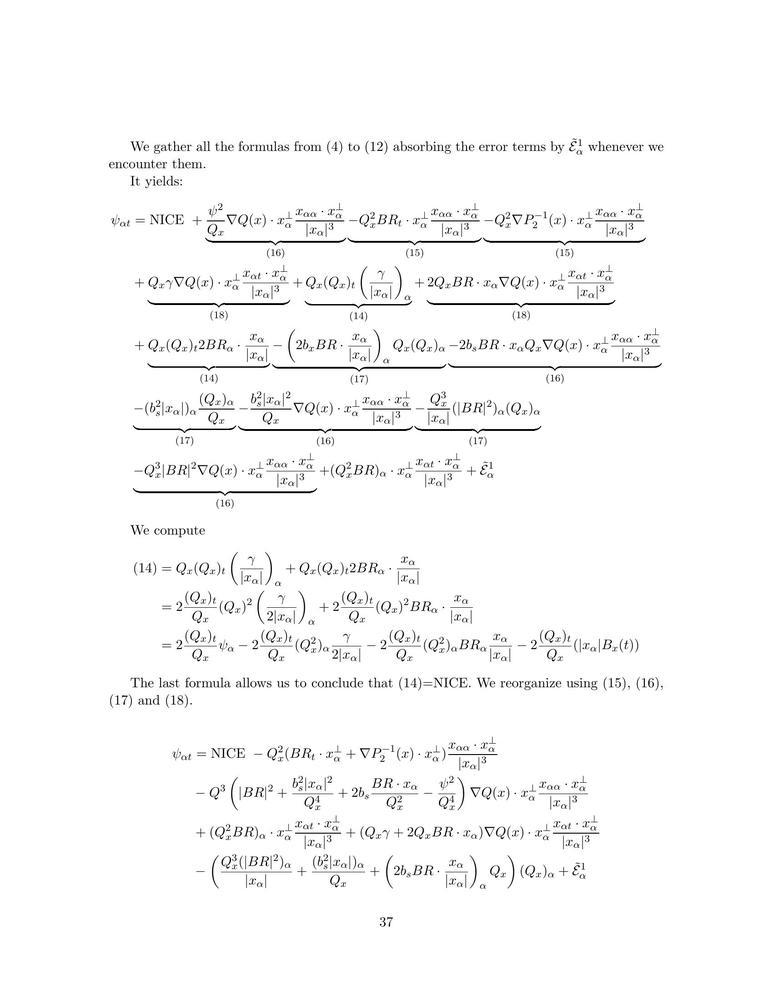 We gather all the formulas from (4) to (12) absorbing the error terms by $\tilde{\mathcal{E}}^1_\alpha$ whenever we
encounter them.
It yields:
$\psi_{\alpha t} = \text{NICE } + \underbrace{\frac{\psi^2}{Q_x} \nabla Q(x) \cdot x_\alpha^\perp \frac{x_{\alpha\alpha} \cdot x_\alpha^\perp}{|x_\alpha|^3}}_{(16)} \underbrace{- Q_x^2 BR_t \cdot x_\alpha^\perp \frac{x_{\alpha\alpha} \cdot x_\alpha^\perp}{|x_\alpha|^3}}_{(15)} \underbrace{- Q_x^2 \nabla P_2^{-1}(x) \cdot x_\alpha^\perp \frac{x_{\alpha\alpha} \cdot x_\alpha^\perp}{|x_\alpha|^3}}_{(15)}$
$+ \underbrace{Q_x \gamma \nabla Q(x) \cdot x_\alpha^\perp \frac{x_{\alpha t} \cdot x_\alpha^\perp}{|x_\alpha|^3}}_{(18)} + \underbrace{Q_x (Q_x)_t \left( \frac{\gamma}{|x_\alpha|} \right)_\alpha}_{(14)} + \underbrace{2 Q_x BR \cdot x_\alpha \nabla Q(x) \cdot x_\alpha^\perp \frac{x_{\alpha t} \cdot x_\alpha^\perp}{|x_\alpha|^3}}_{(18)}$
$+ \underbrace{Q_x (Q_x)_t 2BR_\alpha \cdot \frac{x_\alpha}{|x_\alpha|}}_{(14)} \underbrace{- \left( 2b_x BR \cdot \frac{x_\alpha}{|x_\alpha|} \right)_\alpha Q_x (Q_x)_\alpha}_{(17)} \underbrace{- 2b_s BR \cdot x_\alpha Q_x \nabla Q(x) \cdot x_\alpha^\perp \frac{x_{\alpha\alpha} \cdot x_\alpha^\perp}{|x_\alpha|^3}}_{(16)}$
$\underbrace{- (b_s^2 |x_\alpha|)_\alpha \frac{(Q_x)_\alpha}{Q_x}}_{(17)} \underbrace{- \frac{b_s^2 |x_\alpha|^2}{Q_x} \nabla Q(x) \cdot x_\alpha^\perp \frac{x_{\alpha\alpha} \cdot x_\alpha^\perp}{|x_\alpha|^3}}_{(16)} \underbrace{- \frac{Q_x^3}{|x_\alpha|} (|BR|^2)_\alpha (Q_x)_\alpha}_{(17)}$
$\underbrace{- Q_x^3 |BR|^2 \nabla Q(x) \cdot x_\alpha^\perp \frac{x_{\alpha\alpha} \cdot x_\alpha^\perp}{|x_\alpha|^3}}_{(16)} + (Q_x^2 BR)_\alpha \cdot x_\alpha^\perp \frac{x_{\alpha t} \cdot x_\alpha^\perp}{|x_\alpha|^3} + \tilde{\mathcal{E}}^1_\alpha$
We compute
$(14) = Q_x (Q_x)_t \left( \frac{\gamma}{|x_\alpha|} \right)_\alpha + Q_x (Q_x)_t 2BR_\alpha \cdot \frac{x_\alpha}{|x_\alpha|}$
$= 2 \frac{(Q_x)_t}{Q_x} (Q_x)^2 \left( \frac{\gamma}{2|x_\alpha|} \right)_\alpha + 2 \frac{(Q_x)_t}{Q_x} (Q_x)^2 BR_\alpha \cdot \frac{x_\alpha}{|x_\alpha|}$
$= 2 \frac{(Q_x)_t}{Q_x} \psi_\alpha - 2 \frac{(Q_x)_t}{Q_x} (Q_x^2)_\alpha \frac{\gamma}{2|x_\alpha|} - 2 \frac{(Q_x)_t}{Q_x} (Q_x^2)_\alpha BR_\alpha \frac{x_\alpha}{|x_\alpha|} - 2 \frac{(Q_x)_t}{Q_x} (|x_\alpha| B_x(t))$
The last formula allows us to conclude that (14)=NICE. We reorganize using (15), (16),
(17) and (18).
$\psi_{\alpha t} = \text{NICE } - Q_x^2 (BR_t \cdot x_\alpha^\perp + \nabla P_2^{-1}(x) \cdot x_\alpha^\perp) \frac{x_{\alpha\alpha} \cdot x_\alpha^\perp}{|x_\alpha|^3}$
$- Q^3 \left( |BR|^2 + \frac{b_s^2 |x_\alpha|^2}{Q_x^4} + 2b_s \frac{BR \cdot x_\alpha}{Q_x^2} - \frac{\psi^2}{Q_x^4} \right) \nabla Q(x) \cdot x_\alpha^\perp \frac{x_{\alpha\alpha} \cdot x_\alpha^\perp}{|x_\alpha|^3}$
$+ (Q_x^2 BR)_\alpha \cdot x_\alpha^\perp \frac{x_{\alpha t} \cdot x_\alpha^\perp}{|x_\alpha|^3} + (Q_x \gamma + 2 Q_x BR \cdot x_\alpha) \nabla Q(x) \cdot x_\alpha^\perp \frac{x_{\alpha t} \cdot x_\alpha^\perp}{|x_\alpha|^3}$
$- \left( \frac{Q_x^3 (|BR|^2)_\alpha}{|x_\alpha|} + \frac{(b_s^2 |x_\alpha|)_\alpha}{Q_x} + \left( 2b_s BR \cdot \frac{x_\alpha}{|x_\alpha|} \right)_\alpha Q_x \right) (Q_x)_\alpha + \tilde{\mathcal{E}}^1_\alpha$
37